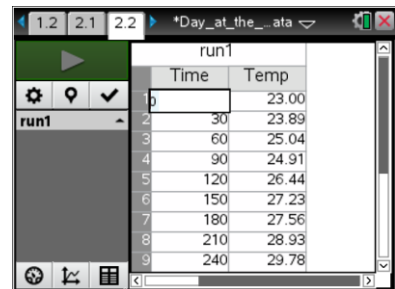 1.2 2.1 2.2 *Day_at_the_…ata
run1
Time Temp
run1
1 0 23.00
2 30 23.89
3 60 25.04
4 90 24.91
5 120 26.44
6 150 27.23
7 180 27.56
8 210 28.93
9 240 29.78